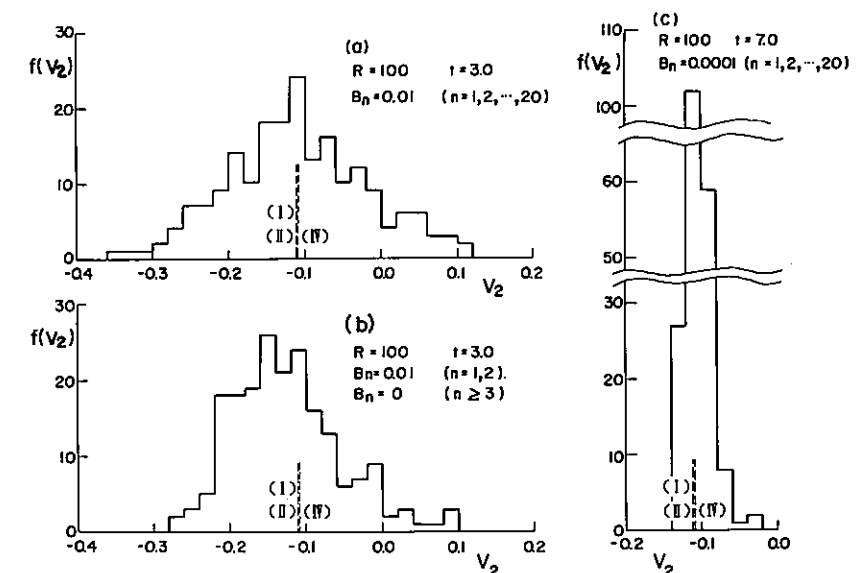 30
f(V₂)
20
10
0
(a)
R = 100 t = 3.0
Bn = 0.01 (n = 1, 2, ···, 20)
(I)
(II) (IV)
-0.4 -0.3 -0.2 -0.1 0.0 0.1 0.2
V₂
30
f(V₂)
20
10
0
(b)
R = 100 t = 3.0
Bn = 0.01 (n = 1, 2).
Bn = 0 (n ≥ 3)
(I)
(II) (IV)
-0.4 -0.3 -0.2 -0.1 0.0 0.1 0.2
V₂
(c)
110
R = 100 t = 7.0
f(V₂)
Bn = 0.0001 (n = 1, 2, ···, 20)
100
60
50
30
20
10
0
(I)
(II) (IV)
-0.2 -0.1 0.0
V₂